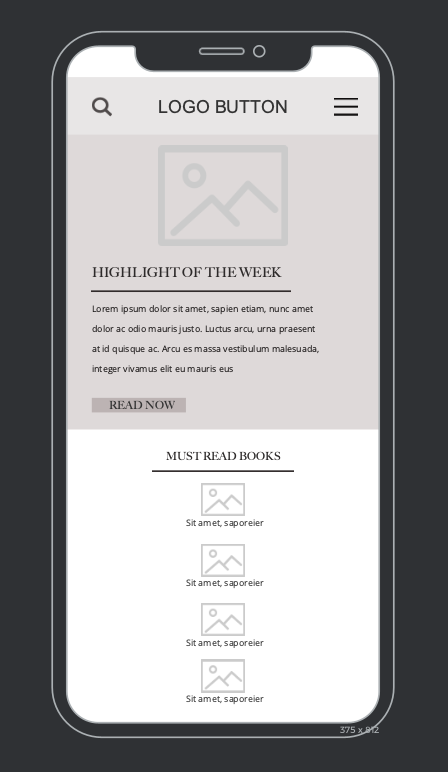 LOGO BUTTON
HIGHLIGHT OF THE WEEK
Lorem ipsum dolor sit amet, sapien etiam, nunc amet
dolor ac odio mauris justo. Luctus arcu, urna praesent
at id quisque ac. Arcu es massa vestibulum malesuada,
integer vivamus elit eu mauris eus
READ NOW
MUST READ BOOKS
Sit amet, saporeier
Sit amet, saporeier
Sit amet, saporeier
Sit amet, saporeier
375 x 812